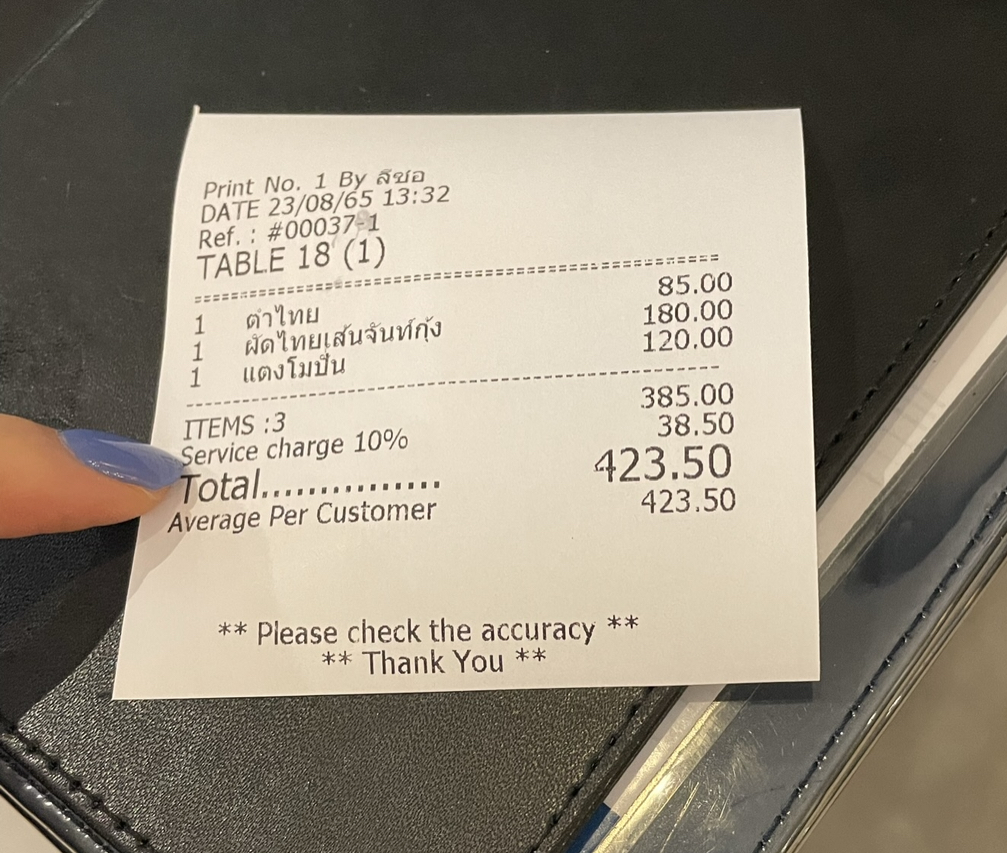 Print No. 1 By ลีซอ
DATE 23/08/65 13:32
Ref. : #00037-1
TABLE 18 (1)
1 ตำไทย 85.00
1 ผัดไทยเส้นจันท์กุ้ง 180.00
1 แตงโมปั่น 120.00
ITEMS :3 385.00
Service charge 10% 38.50
Total............... 423.50
Average Per Customer 423.50
** Please check the accuracy **
** Thank You **